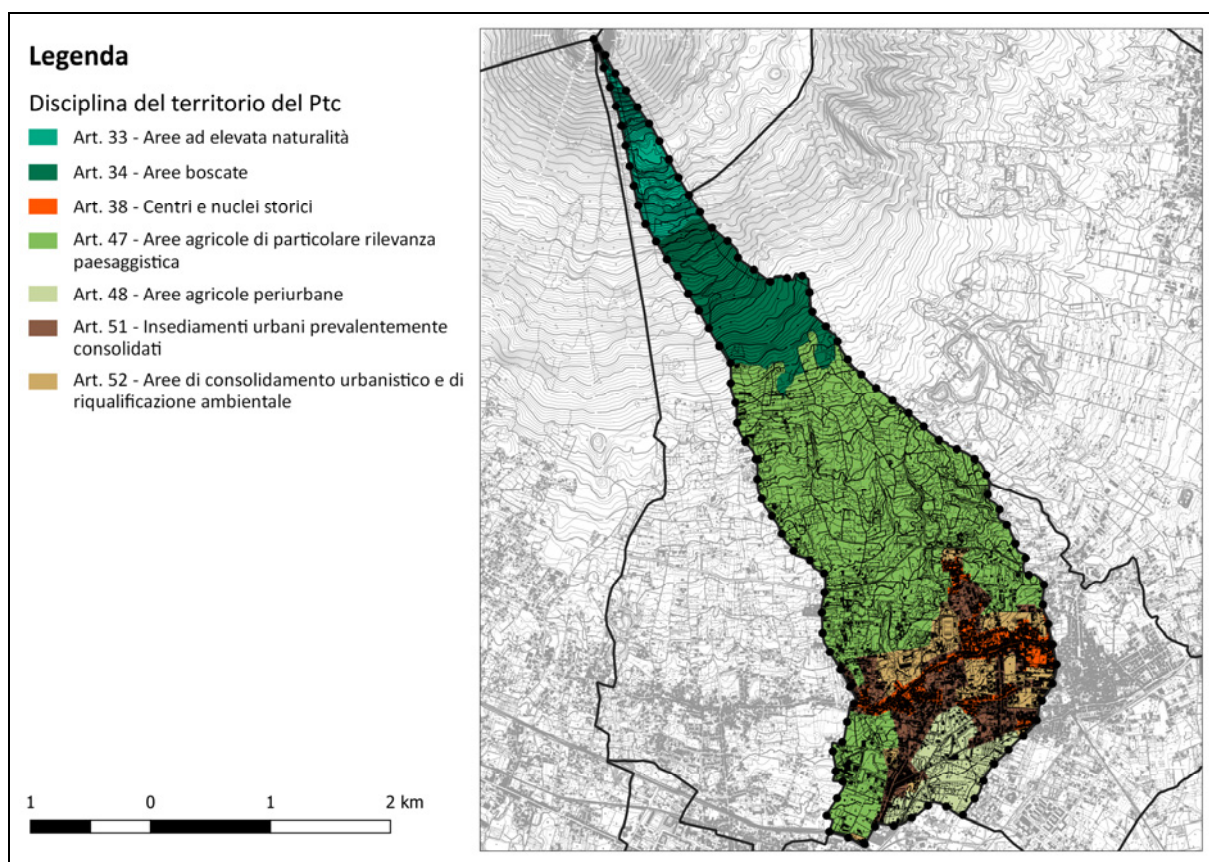 Legenda
Disciplina del territorio del Ptc
Art. 33 - Aree ad elevata naturalità
Art. 34 - Aree boscate
Art. 38 - Centri e nuclei storici
Art. 47 - Aree agricole di particolare rilevanza
paesaggistica
Art. 48 - Aree agricole periurbane
Art. 51 - Insediamenti urbani prevalentemente
consolidati
Art. 52 - Aree di consolidamento urbanistico e di
riqualificazione ambientale
1 0 1 2 km